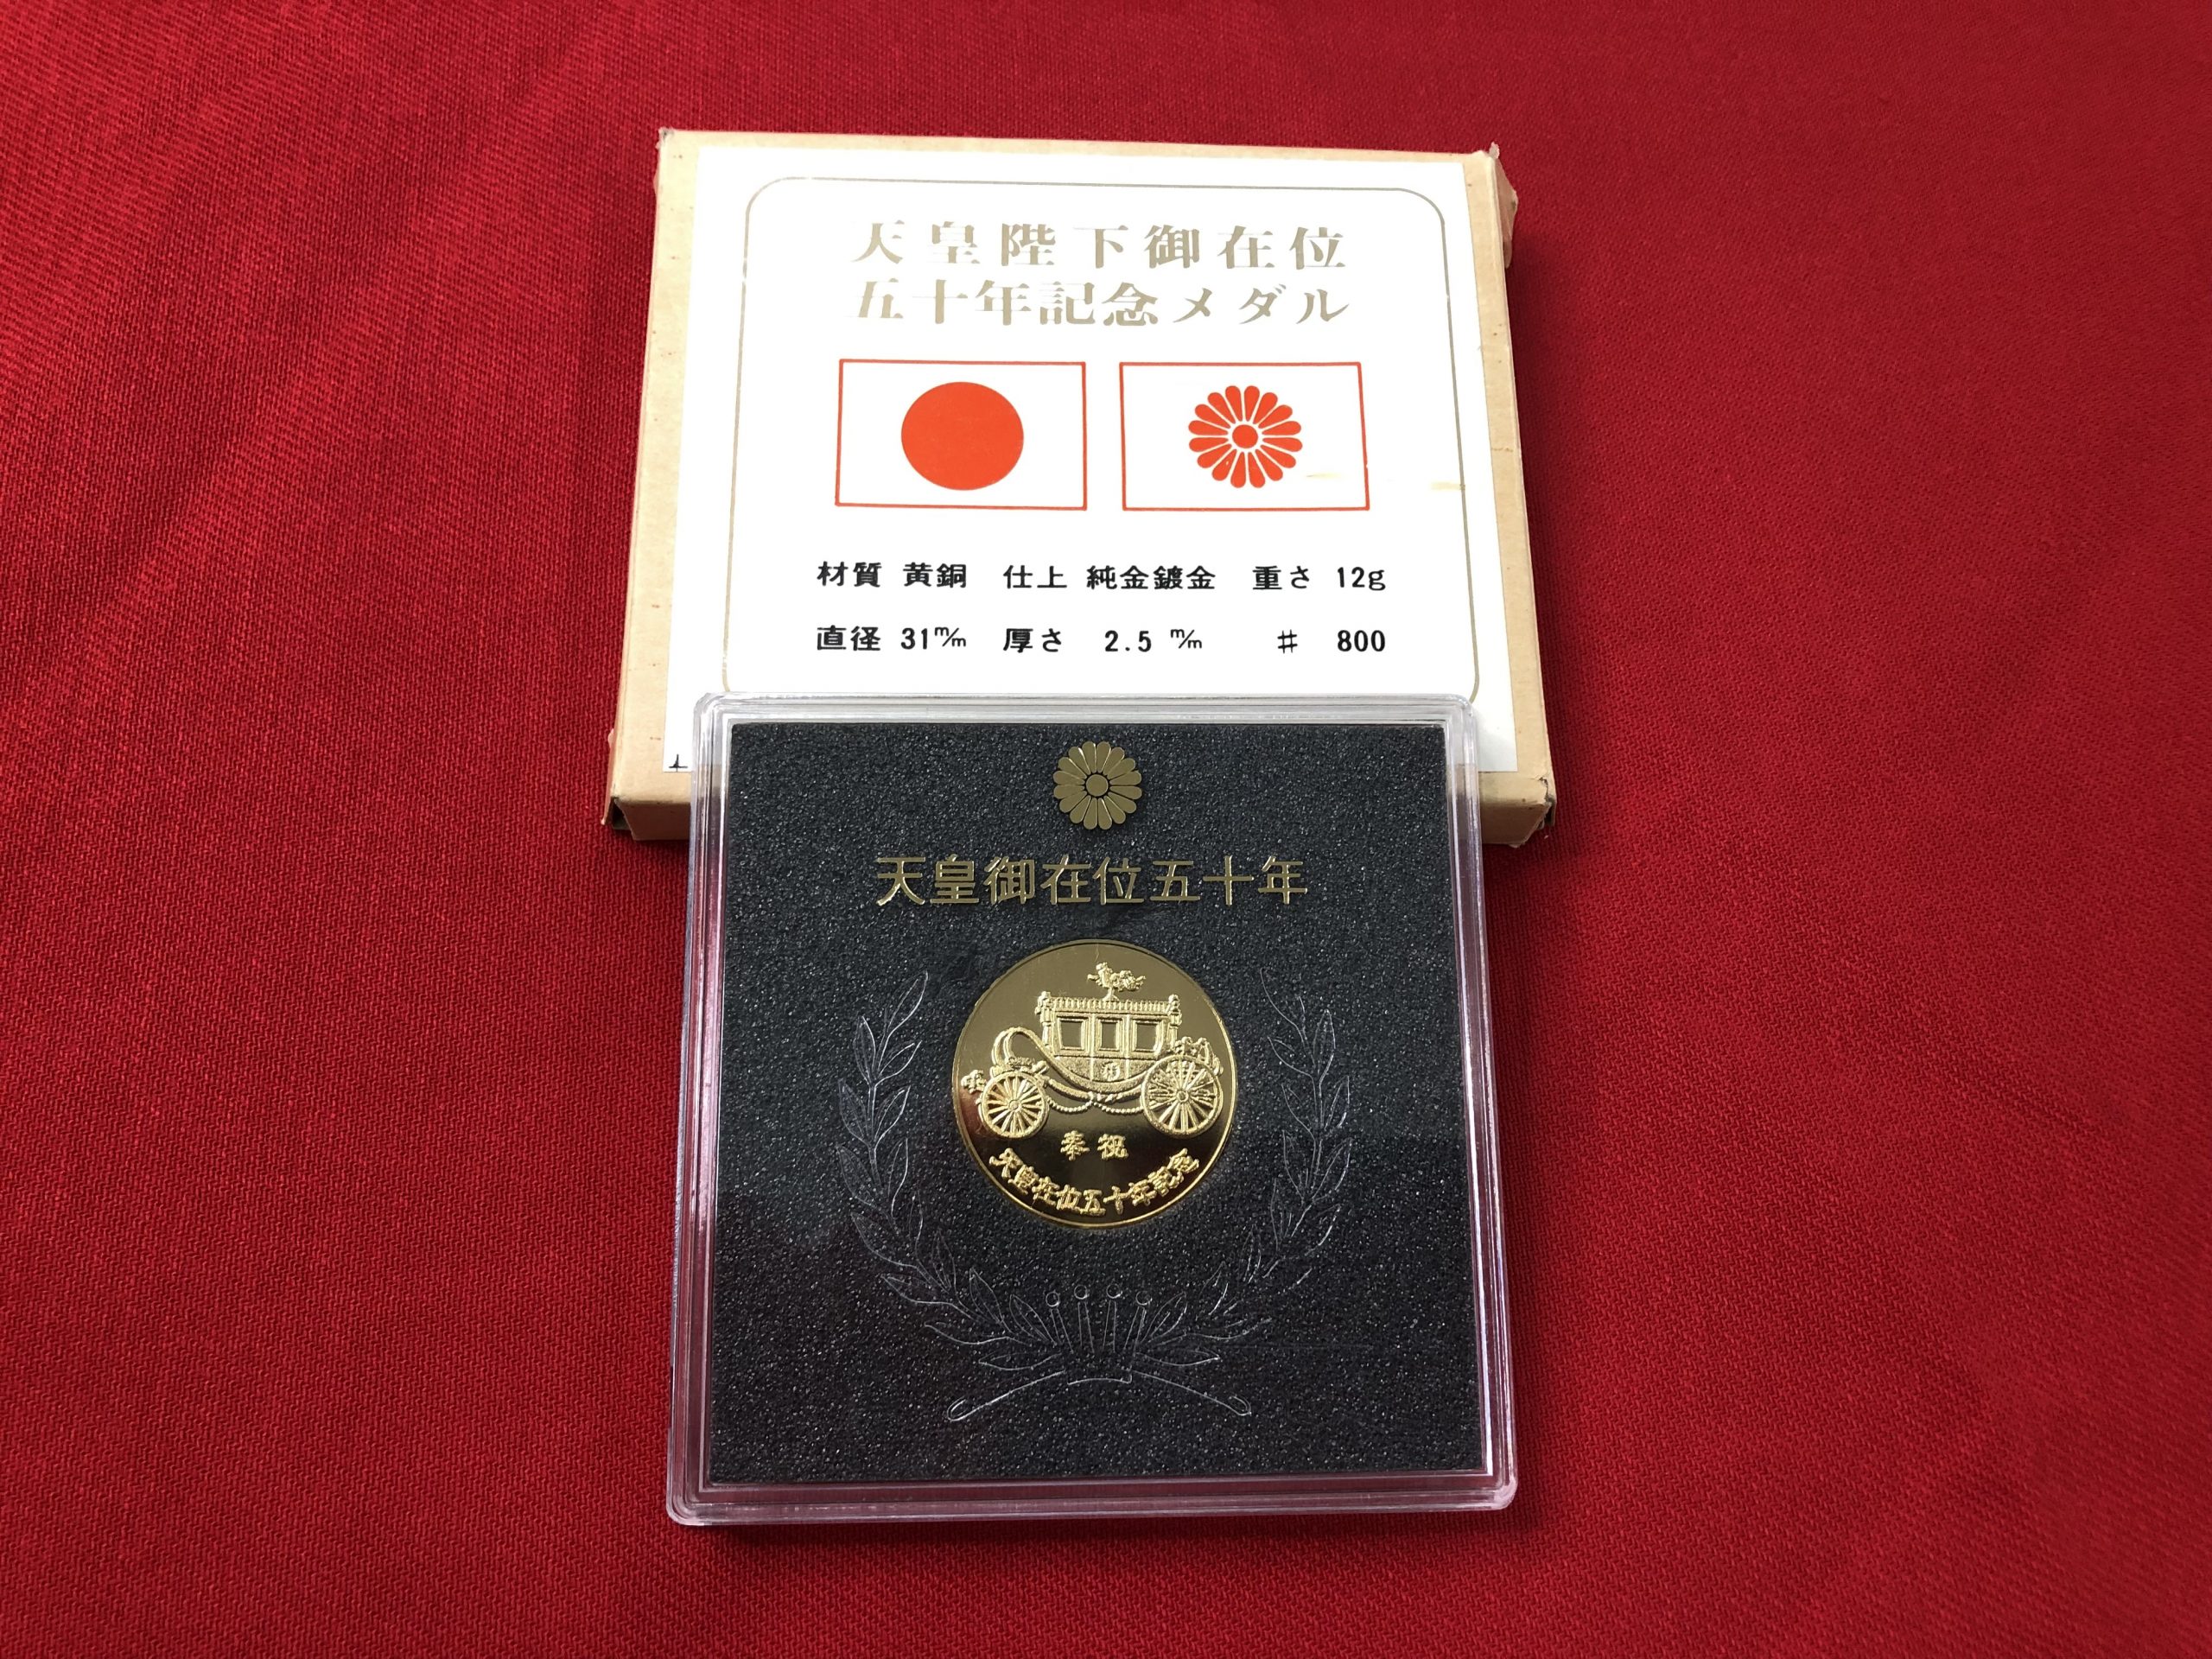 天皇陛下御在位
五十年記念メダル
材質 黄銅 仕上 純金鍍金 重さ 12g
直径 31㎜ 厚さ 2.5 ㎜ # 800
天皇御在位五十年
奉祝
天皇在位五十年記念